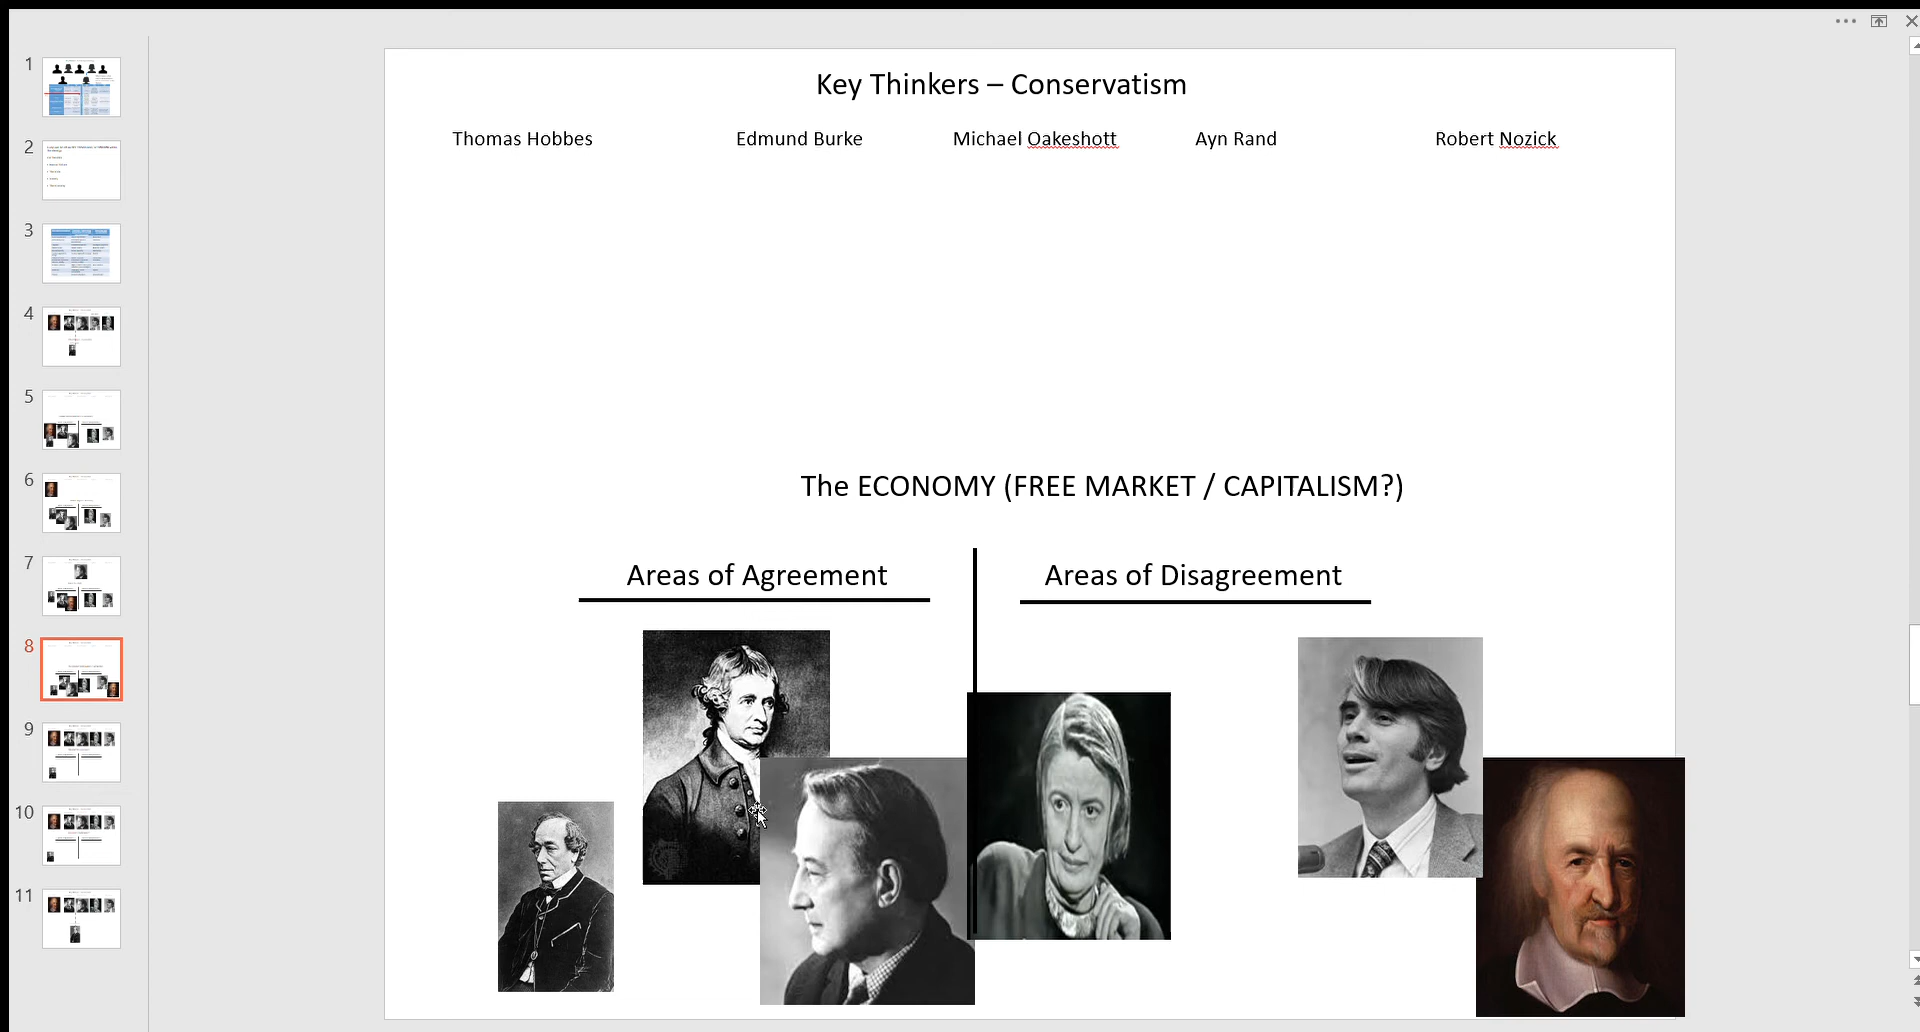 Key Thinkers – Conservatism
Thomas Hobbes Edmund Burke Michael Oakeshott Ayn Rand Robert Nozick
The ECONOMY (FREE MARKET / CAPITALISM?)
Areas of Agreement Areas of Disagreement
1
2
3
4
5
6
7
8
9
10
11